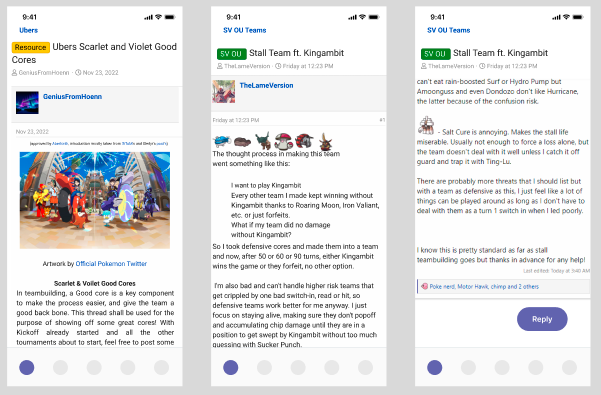 9:41
Ubers
Resource Ubers Scarlet and Violet Good
Cores
GeniusFromHoenn · Nov 23, 2022
GeniusFromHoenn
Nov 23, 2022
Artwork by Official Pokemon Twitter
Scarlet & Voilet Good Cores
In teambuilding, a Good core is a key component
to make the process easier, and give the team a
good back bone. This thread shall be used for the
purpose of showing off some great cores! With
Kickoff already started and all the other
tournaments about to start, feel free to post some
9:41
SV OU Teams
SV OU Stall Team ft. Kingambit
TheLameVersion · Friday at 12:23 PM
TheLameVersion
Friday at 12:23 PM #1
The thought process in making this team
went something like this:
I want to play Kingambit
Every other team I made kept winning without
Kingambit thanks to Roaring Moon, Iron Valiant,
etc. or just forfeits.
What if my team did no damage
without Kingambit?
So I took defensive cores and made them into a team
and now, after 50 or 60 or 90 turns, either Kingambit
wins the game or they forfeit, no other option.
I'm also bad and can't handle higher risk teams that
get crippled by one bad switch-in, read or hit, so
defensive teams work better for me anyway. I just
focus on staying alive, making sure they don't popoff
and accumulating chip damage until they are in a
position to get swept by Kingambit without too much
guessing with Sucker Punch.
9:41
SV OU Teams
SV OU Stall Team ft. Kingambit
TheLameVersion · Friday at 12:23 PM
can't eat rain-boosted Surf or Hydro Pump but
Amoonguss and even Dondozo don't like Hurricane,
the latter because of the confusion risk.
- Salt Cure is annoying. Makes the stall life
miserable. Usually not enough to force a loss alone, but
the team doesn't deal with it well unless I catch it off
guard and trap it with Ting-Lu.
There are probably more threats that I should list but
with a team as defensive as this, I just feel like a lot of
things can be played around as long as I don't have to
deal with them as a turn 1 switch in when I led poorly.
I know this is pretty standard as far as stall
teambuilding goes but thanks in advance for any help!
Last edited: Today at 3:40 AM
Poke nerd, Motor Hawk, chimp and 2 others
Reply